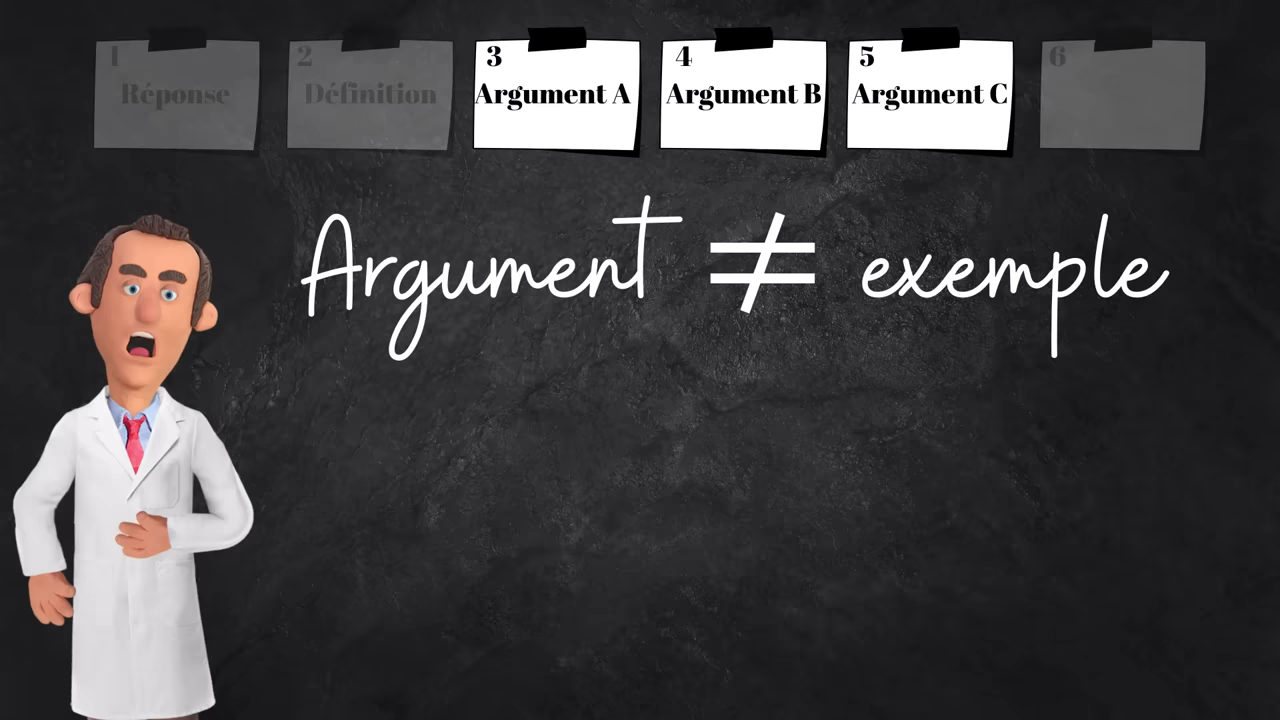 1 2 3 4 5 6
Réponse Définition Argument A Argument B Argument C
Argument ≠ exemple